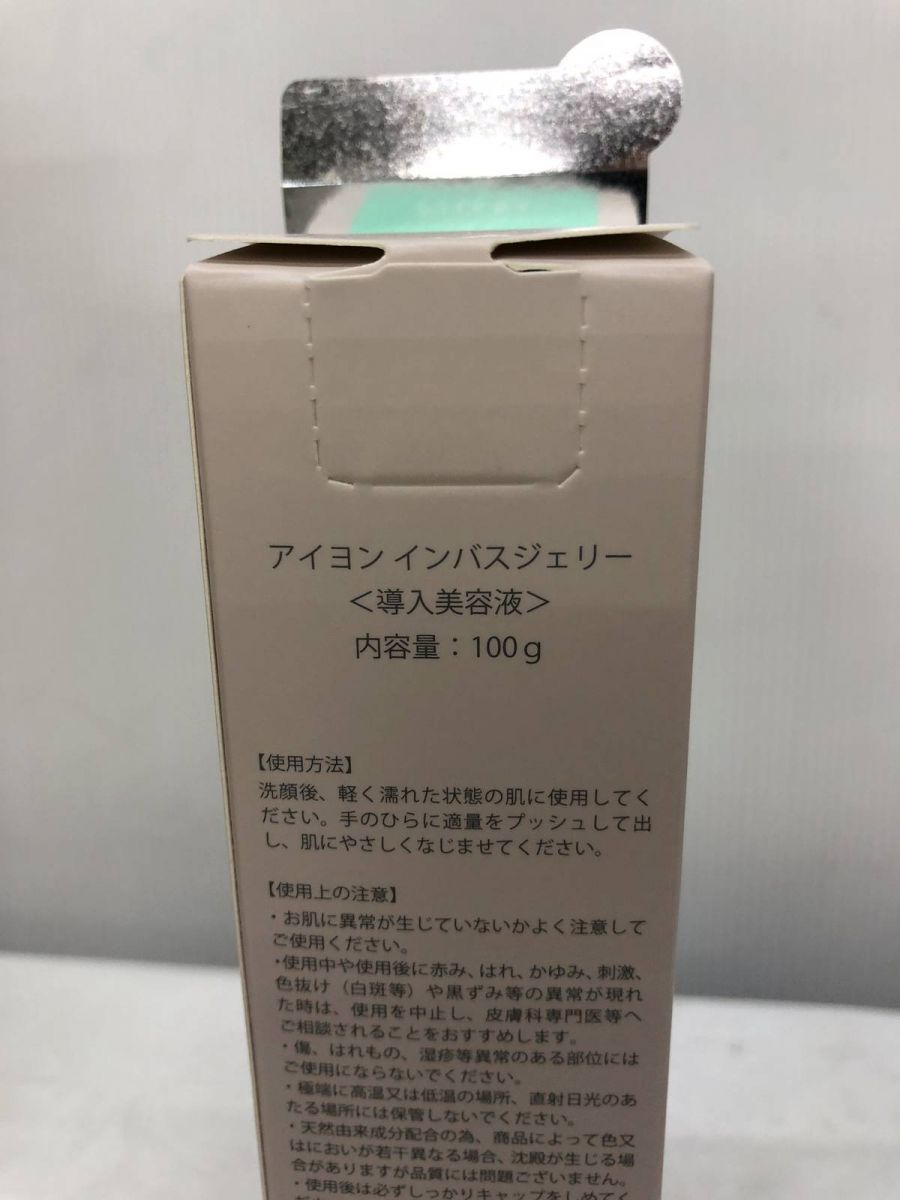 アイヨン インバスジェリー
＜導入美容液＞
内容量：100g
【使用方法】
洗顔後、軽く濡れた状態の肌に使用してく
ださい。手のひらに適量をプッシュして出
し、肌にやさしくなじませてください。
【使用上の注意】
・お肌に異常が生じていないかよく注意して
ご使用ください。
・使用中や使用後に赤み、はれ、かゆみ、刺激、
色抜け（白斑等）や黒ずみ等の異常が現れ
た時は、使用を中止し、皮膚科専門医等へ
ご相談されることをおすすめします。
・傷、はれもの、湿疹等異常のある部位には
ご使用にならないでください。
・極端に高温又は低温の場所、直射日光のあ
たる場所には保管しないでください。
・天然由来成分配合の為、商品によって色又
はにおいが若干異なる場合、沈殿が生じる場
合がありますが品質には問題ございません。
・使用後は必ずしっかりキャップをしめてく